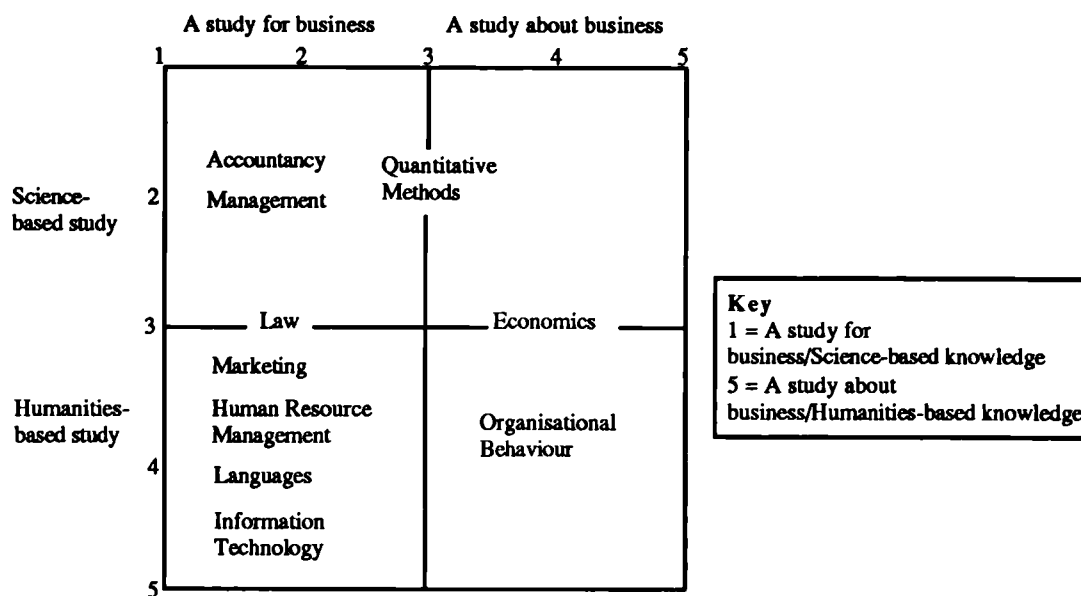 A study for business
A study about business
1 2 3 4 5
Accountancy
Management
Quantitative
Methods
Science-
based study
2
3
Law
Economics
Marketing
Human Resource
Management
Languages
Information
Technology
Humanities-
based study
4
5
Organisational
Behaviour
Key
1 = A study for
business/Science-based knowledge
5 = A study about
business/Humanities-based knowledge